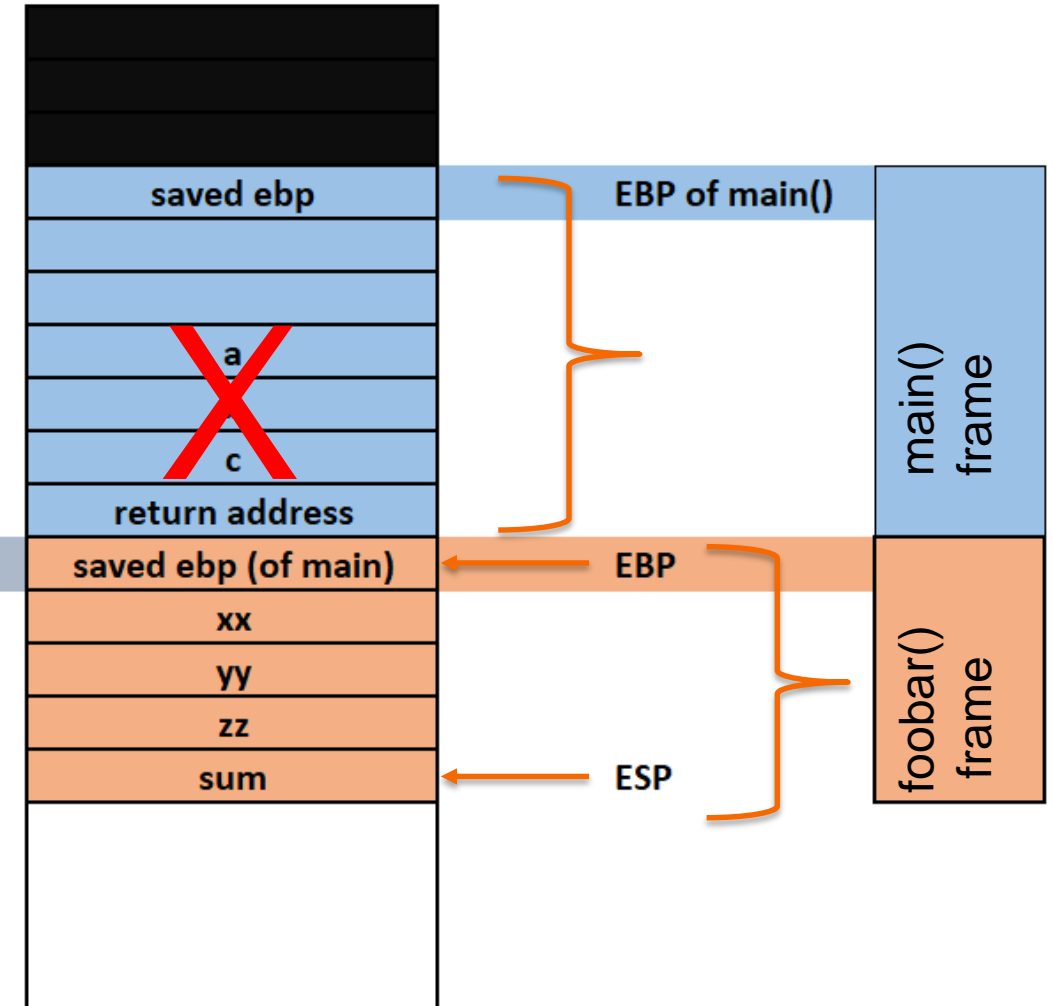 saved ebp
EBP of main()
a
c
return address
main()
frame
saved ebp (of main)
EBP
xx
yy
zz
sum
ESP
foobar()
frame